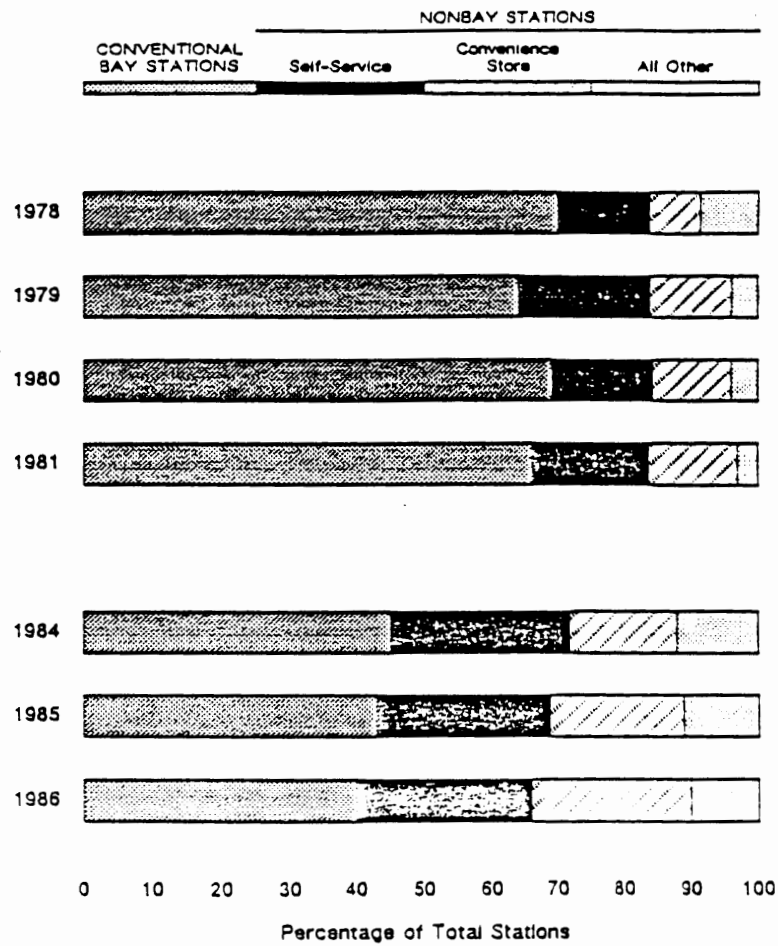 NONBAY STATIONS
CONVENTIONAL
BAY STATIONS
Self-Service
Convenience
Store
All Other
1978
1979
1980
1981
1984
1985
1986
0 10 20 30 40 50 60 70 80 90 100
Percentage of Total Stations